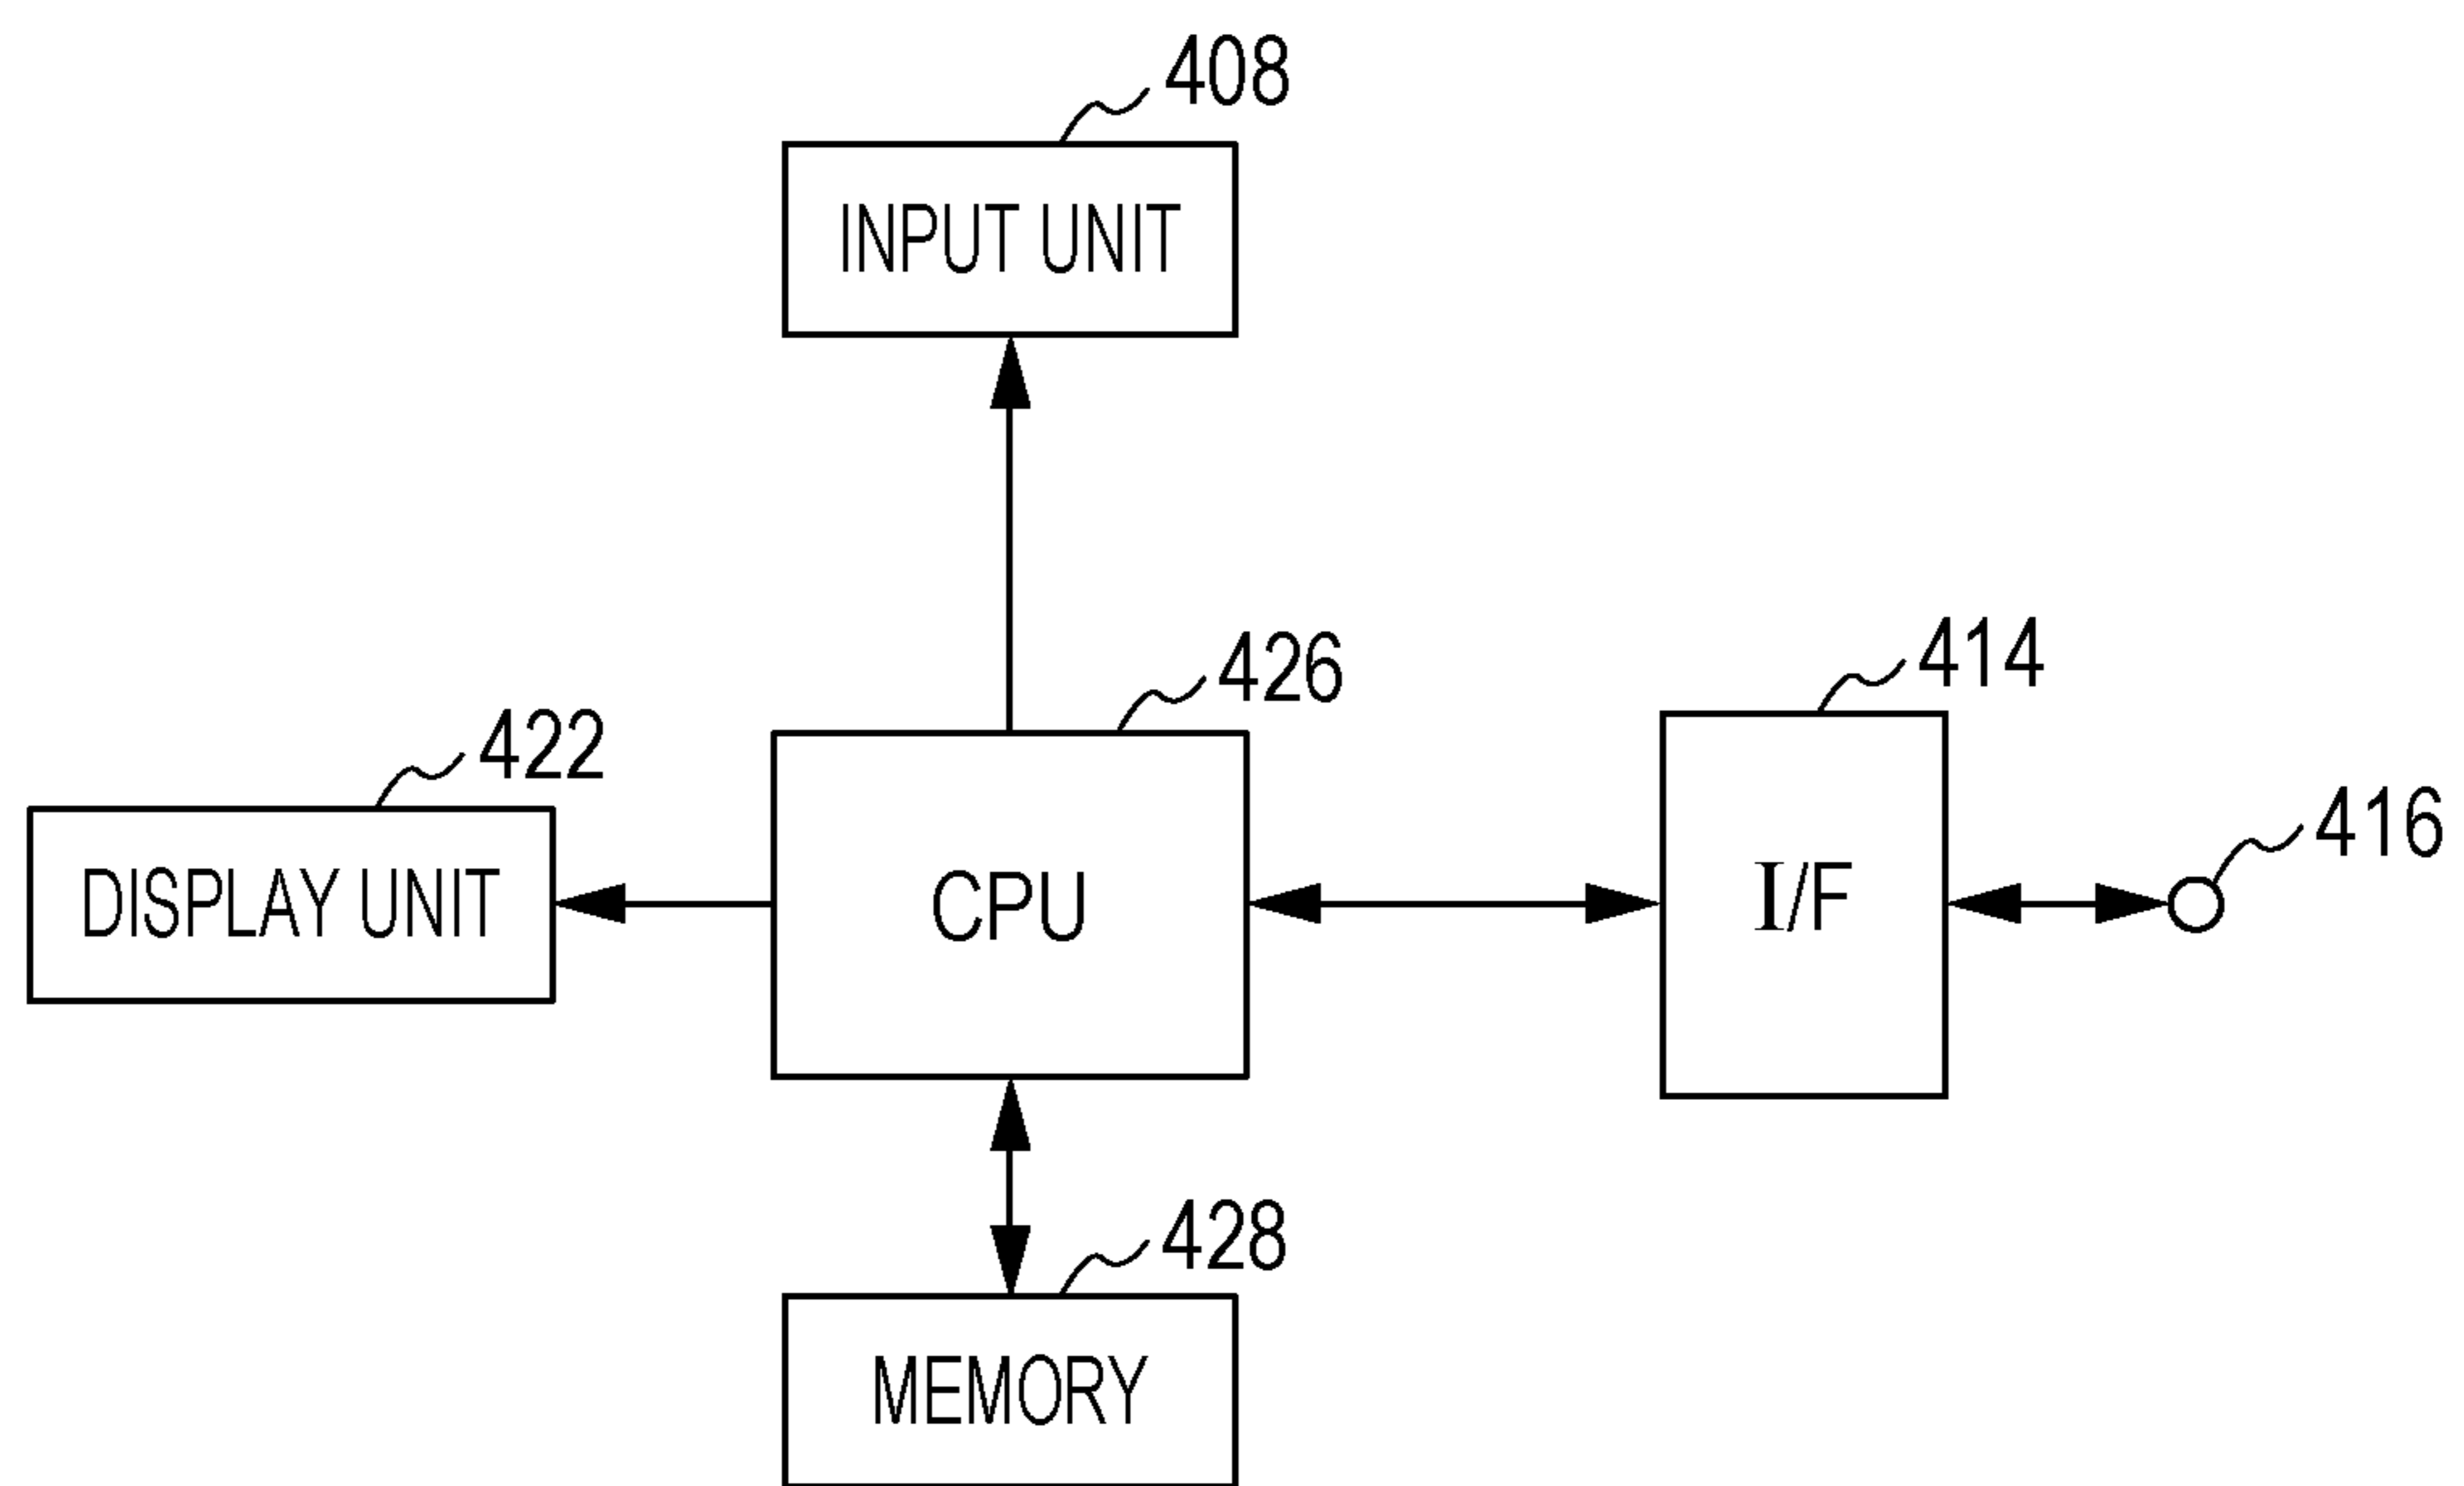 408
INPUT UNIT
426
414
422
416
DISPLAY UNIT
CPU
I/F
428
MEMORY